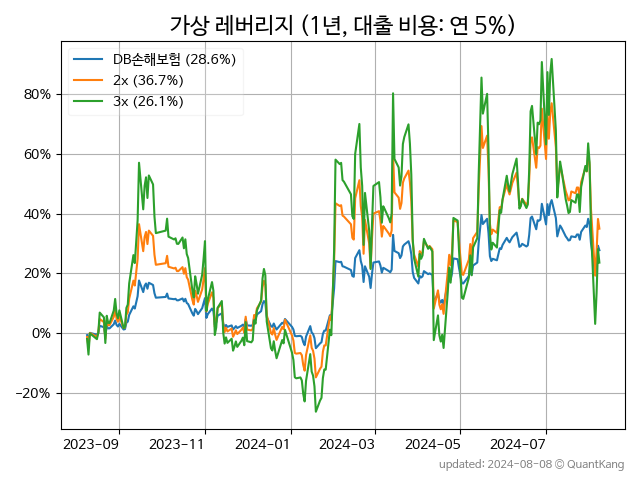 가상 레버리지 (1년, 대출 비용: 연 5%)
DB손해보험 (28.6%)
2x (36.7%)
3x (26.1%)
80%
60%
40%
20%
0%
−20%
2023-09
2023-11
2024-01
2024-03
2024-05
2024-07
updated: 2024-08-08 © QuantKang